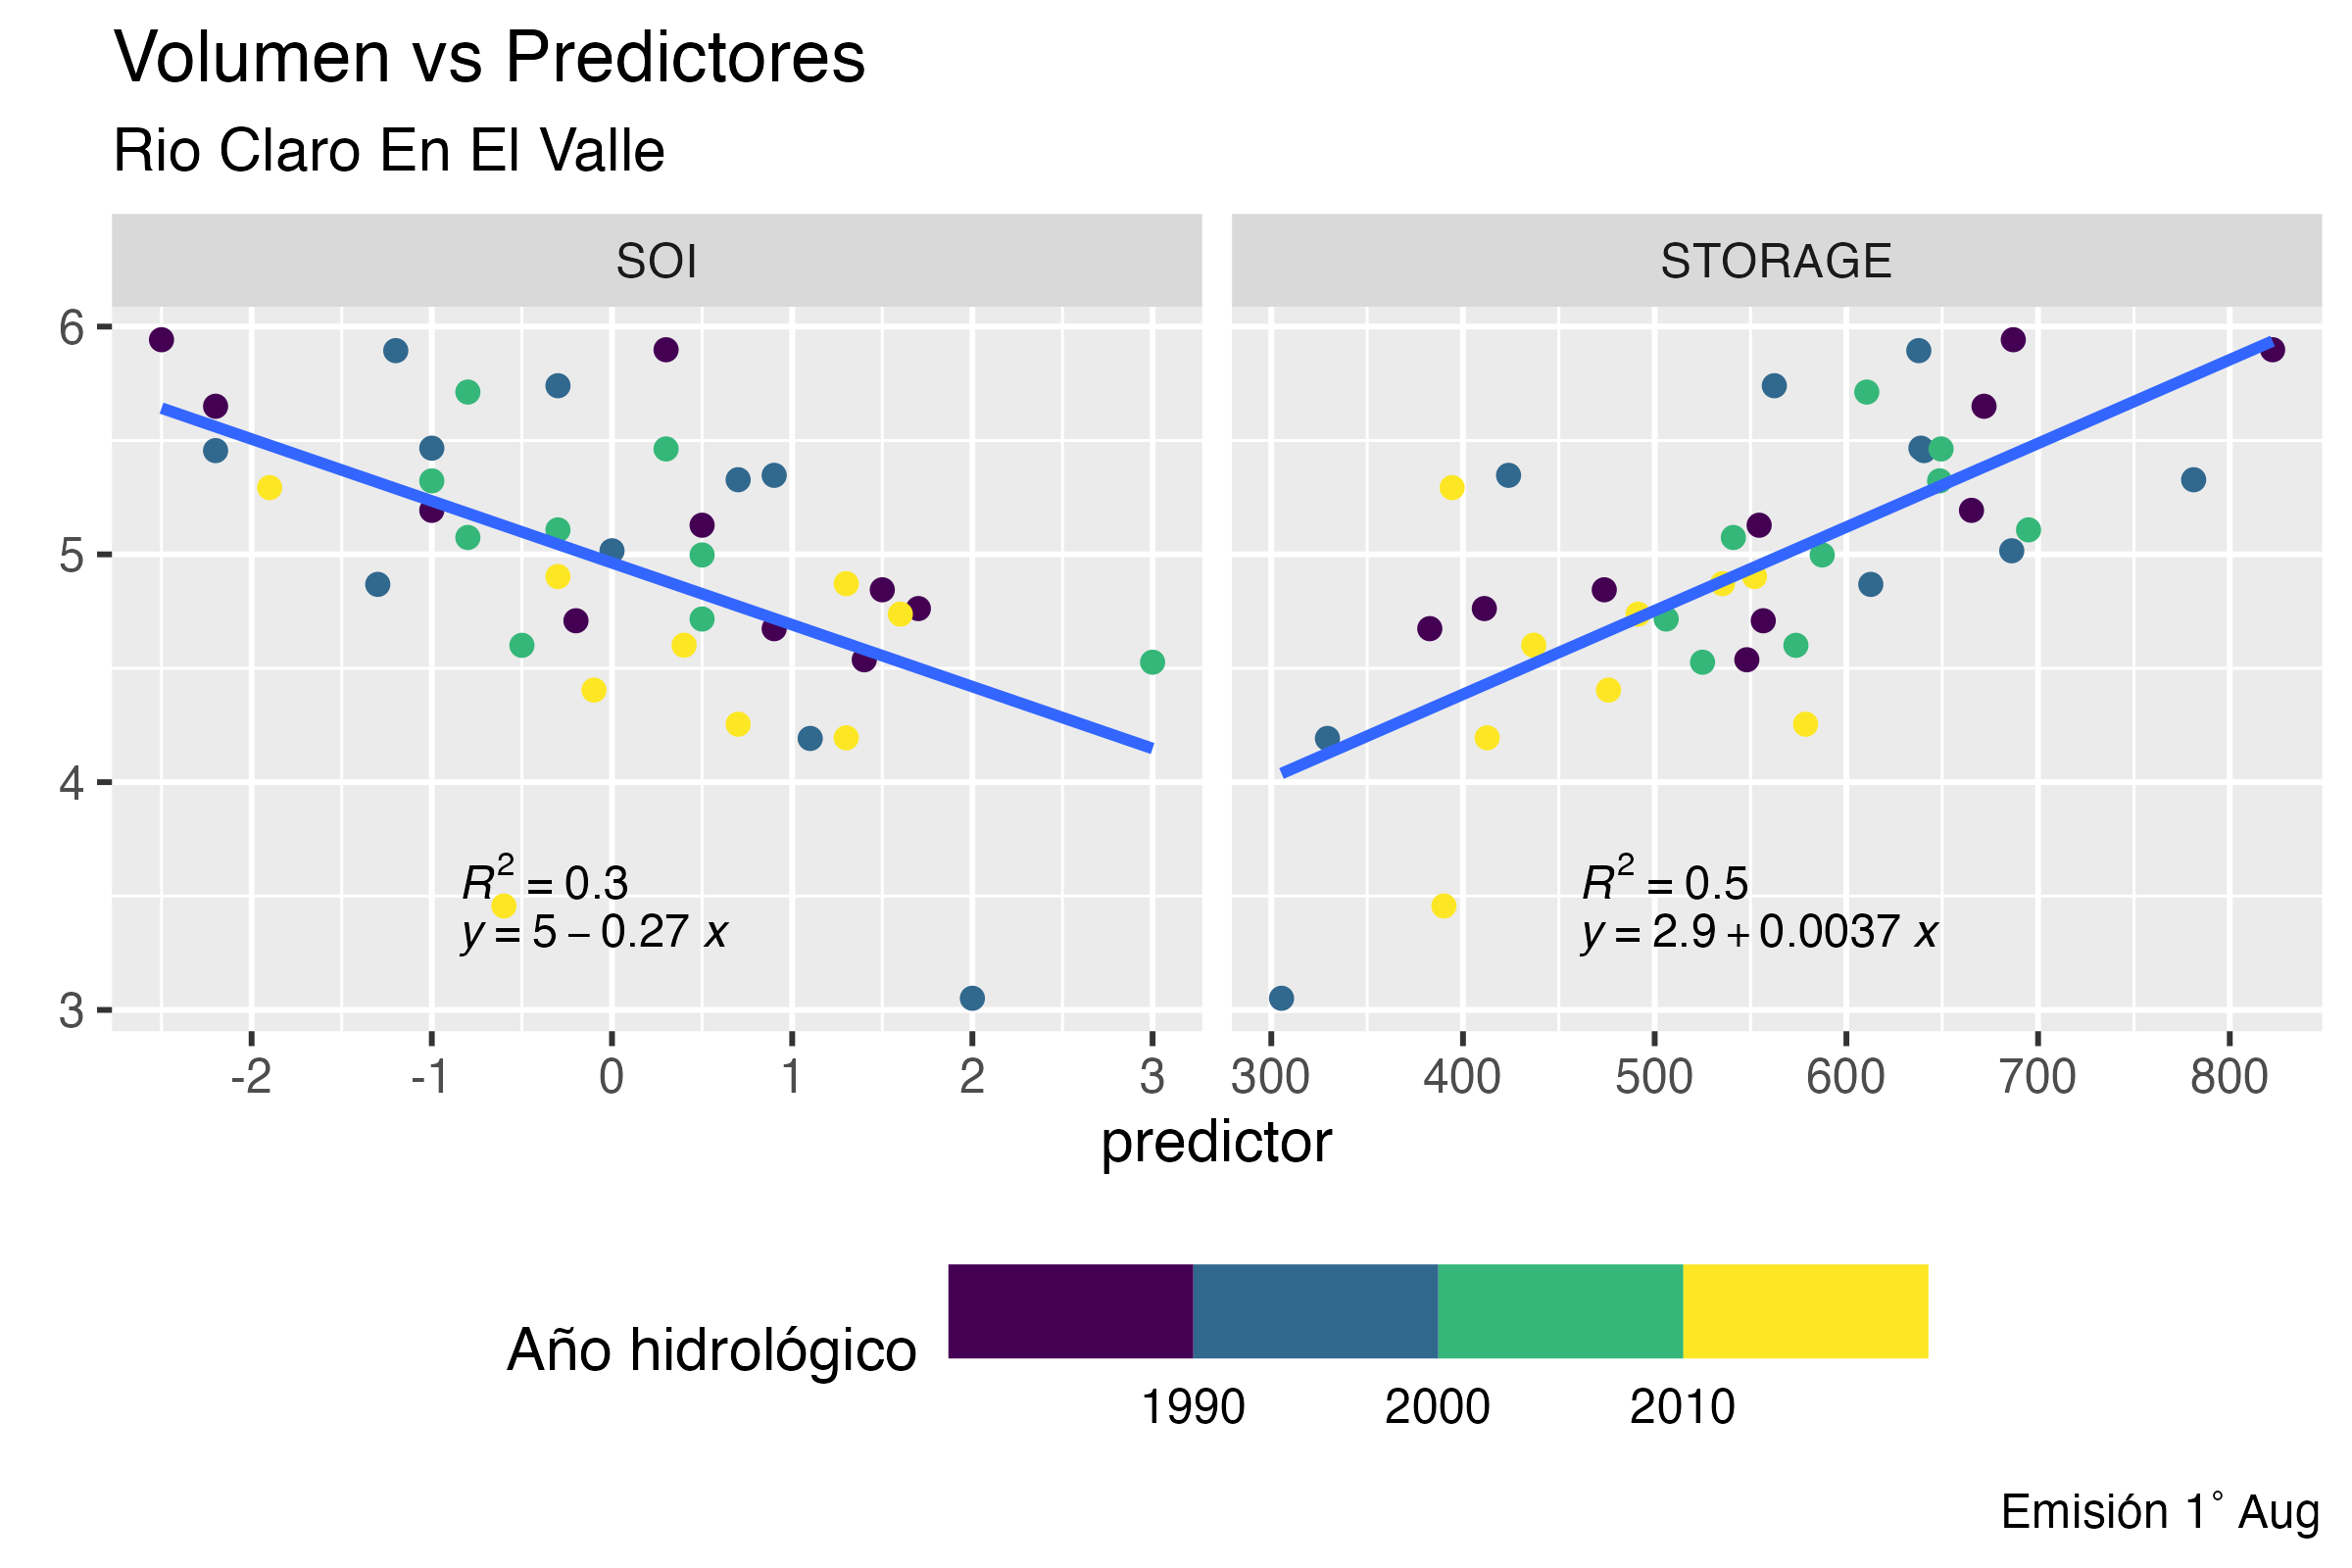 Volumen vs Predictores
Rio Claro En El Valle
SOI
STORAGE
6
5
4
3
R² = 0.3
y = 5 − 0.27 x
R² = 0.5
y = 2.9 + 0.0037 x
-2 -1 0 1 2 3
300 400 500 600 700 800
predictor
Año hidrológico
1990 2000 2010
Emisión 1° Aug